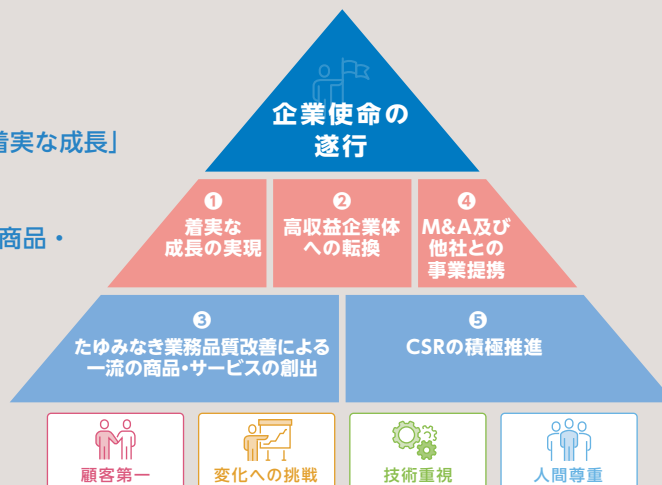 企業使命の
遂行
着実な成長」
商品・
❶
着実な
成長の実現
❷
高収益企業体
への転換
❹
M&A及び
他社との
事業提携
❸
たゆみなき業務品質改善による
一流の商品・サービスの創出
❺
CSRの積極推進
顧客第一
変化への挑戦
技術重視
人間尊重